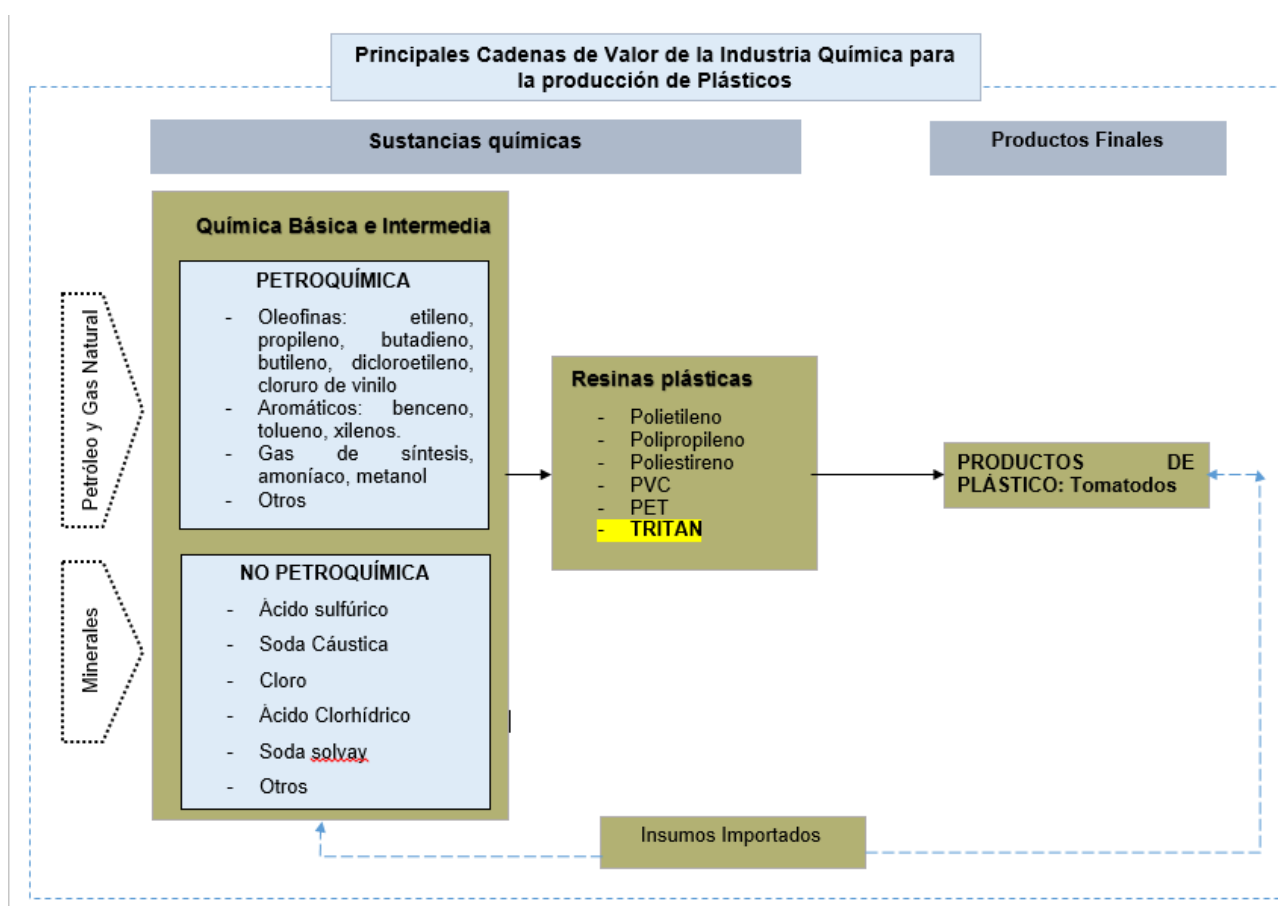 Principales Cadenas de Valor de la Industria Química para
la producción de Plásticos
Sustancias químicas
Productos Finales
Petróleo y Gas Natural
Minerales
Química Básica e Intermedia
PETROQUÍMICA
- Oleofinas: etileno,
propileno, butadieno,
butileno, dicloroetileno,
cloruro de vinilo
- Aromáticos: benceno,
tolueno, xilenos.
- Gas de síntesis,
amoníaco, metanol
- Otros
NO PETROQUÍMICA
- Ácido sulfúrico
- Soda Cáustica
- Cloro
- Ácido Clorhídrico
- Soda solvay
- Otros
Resinas plásticas
- Polietileno
- Polipropileno
- Poliestireno
- PVC
- PET
- TRITAN
PRODUCTOS DE
PLÁSTICO: Tomatodos
Insumos Importados